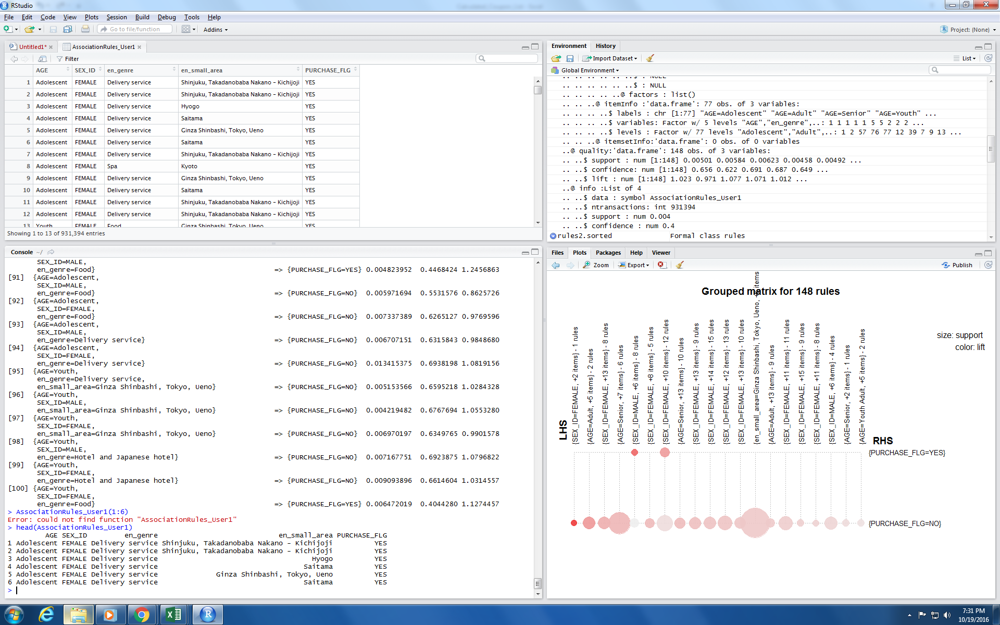 RStudio
File Edit Code View Plots Session Build Debug Tools Help
Go to file/function Addins Project: (None)
Untitled1* AssociationRules_User1
Filter
AGE SEX_ID en_genre en_small_area PURCHASE_FLG
1 Adolescent FEMALE Delivery service Shinjuku, Takadanobaba Nakano - Kichijoji YES
2 Adolescent FEMALE Delivery service Shinjuku, Takadanobaba Nakano - Kichijoji YES
3 Adolescent FEMALE Delivery service Hyogo YES
4 Adolescent FEMALE Delivery service Saitama YES
5 Adolescent FEMALE Delivery service Ginza Shinbashi, Tokyo, Ueno YES
6 Adolescent FEMALE Delivery service Saitama YES
7 Adolescent FEMALE Delivery service Shinjuku, Takadanobaba Nakano - Kichijoji YES
8 Adolescent FEMALE Spa Kyoto YES
9 Adolescent FEMALE Delivery service Ginza Shinbashi, Tokyo, Ueno YES
10 Adolescent FEMALE Delivery service Saitama YES
11 Adolescent FEMALE Delivery service Shinjuku, Takadanobaba Nakano - Kichijoji YES
12 Adolescent FEMALE Delivery service Shinjuku, Takadanobaba Nakano - Kichijoji YES
13 Youth FEMALE Food Ginza Shinbashi, Tokyo, Ueno YES
Showing 1 to 13 of 931,394 entries
Console ~/
SEX_ID=MALE,
en_genre=Food} => {PURCHASE_FLG=YES} 0.004823952 0.4468424 1.2456863
[91] {AGE=Adolescent,
SEX_ID=MALE,
en_genre=Food} => {PURCHASE_FLG=NO} 0.005971694 0.5531576 0.8625726
[92] {AGE=Adolescent,
SEX_ID=FEMALE,
en_genre=Food} => {PURCHASE_FLG=NO} 0.007337389 0.6265127 0.9769596
[93] {AGE=Adolescent,
SEX_ID=MALE,
en_genre=Delivery service} => {PURCHASE_FLG=NO} 0.006707151 0.6315843 0.9848680
[94] {AGE=Adolescent,
SEX_ID=FEMALE,
en_genre=Delivery service} => {PURCHASE_FLG=NO} 0.013415375 0.6938198 1.0819156
[95] {AGE=Youth,
en_genre=Delivery service,
en_small_area=Ginza Shinbashi, Tokyo, Ueno} => {PURCHASE_FLG=NO} 0.005153566 0.6595218 1.0284328
[96] {AGE=Youth,
SEX_ID=MALE,
en_small_area=Ginza Shinbashi, Tokyo, Ueno} => {PURCHASE_FLG=NO} 0.004219482 0.6767694 1.0553280
[97] {AGE=Youth,
SEX_ID=FEMALE,
en_small_area=Ginza Shinbashi, Tokyo, Ueno} => {PURCHASE_FLG=NO} 0.006970197 0.6349765 0.9901578
[98] {AGE=Youth,
SEX_ID=MALE,
en_genre=Hotel and Japanese hotel} => {PURCHASE_FLG=NO} 0.007167751 0.6923875 1.0796822
[99] {AGE=Youth,
SEX_ID=FEMALE,
en_genre=Hotel and Japanese hotel} => {PURCHASE_FLG=NO} 0.009093896 0.6614604 1.0314557
[100] {AGE=Youth,
SEX_ID=FEMALE,
en_genre=Food} => {PURCHASE_FLG=YES} 0.006472019 0.4044280 1.1274457
> AssociationRules_User1(1:6)
Error: could not find function "AssociationRules_User1"
> head(AssociationRules_User1)
AGE SEX_ID en_genre en_small_area PURCHASE_FLG
1 Adolescent FEMALE Delivery service Shinjuku, Takadanobaba Nakano - Kichijoji YES
2 Adolescent FEMALE Delivery service Shinjuku, Takadanobaba Nakano - Kichijoji YES
3 Adolescent FEMALE Delivery service Hyogo YES
4 Adolescent FEMALE Delivery service Saitama YES
5 Adolescent FEMALE Delivery service Ginza Shinbashi, Tokyo, Ueno YES
6 Adolescent FEMALE Delivery service Saitama YES
>
Environment History
Import Dataset List
Global Environment
.. .. .. .. .. .. ..$ : NULL
.. .. .. .. .. .. ..$ : NULL
.. .. .. .. .. ..@ factors : list()
.. .. .. ..@ itemInfo :'data.frame': 77 obs. of 3 variables:
.. .. .. .. ..$ labels : chr [1:77] "AGE=Adolescent" "AGE=Adult" "AGE=Senior" "AGE=Youth" ...
.. .. .. .. ..$ variables: Factor w/ 5 levels "AGE","en_genre",..: 1 1 1 1 1 5 5 2 2 2 ...
.. .. .. .. ..$ levels : Factor w/ 77 levels "Adolescent","Adult",..: 1 2 57 76 77 12 39 7 9 13 ...
.. .. .. ..@ itemsetInfo:'data.frame': 0 obs. of 0 variables
..@ quality:'data.frame': 148 obs. of 3 variables:
.. ..$ support : num [1:148] 0.00501 0.00584 0.00623 0.00458 0.00492 ...
.. ..$ confidence: num [1:148] 0.656 0.622 0.691 0.687 0.649 ...
.. ..$ lift : num [1:148] 1.023 0.971 1.077 1.071 1.012 ...
..@ info :List of 4
.. ..$ data : symbol AssociationRules_User1
.. ..$ ntransactions: int 931394
.. ..$ support : num 0.004
.. ..$ confidence : num 0.4
rules2.sorted Formal class rules
Files Plots Packages Help Viewer
Zoom Export Publish
Grouped matrix for 148 rules
size: support
color: lift
LHS
{SEX_ID=FEMALE, +2 items} - 1 rules
{AGE=Adult, +5 items} - 2 rules
{SEX_ID=FEMALE, +13 items} - 8 rules
{AGE=Senior, +7 items} - 6 rules
{SEX_ID=MALE, +6 items} - 8 rules
{SEX_ID=FEMALE, +8 items} - 5 rules
{SEX_ID=FEMALE, +10 items} - 12 rules
{AGE=Senior, +13 items} - 10 rules
{SEX_ID=FEMALE, +13 items} - 9 rules
{SEX_ID=FEMALE, +14 items} - 15 rules
{SEX_ID=FEMALE, +12 items} - 13 rules
{SEX_ID=FEMALE, +13 items} - 10 rules
{en_small_area=Ginza Shinbashi, Tokyo, Ueno, items
{AGE=Adult, +13 items} - 9 rules
{SEX_ID=FEMALE, +11 items} - 11 rules
{SEX_ID=FEMALE, +15 items} - 9 rules
{SEX_ID=FEMALE, +11 items} - 8 rules
{SEX_ID=MALE, +6 items} - 4 rules
{AGE=Senior, +2 items} - 1 rules
{AGE=Youth Adult, +5 items} - 2 rules
RHS
{PURCHASE_FLG=YES}
{PURCHASE_FLG=NO}
7:31 PM
10/19/2016